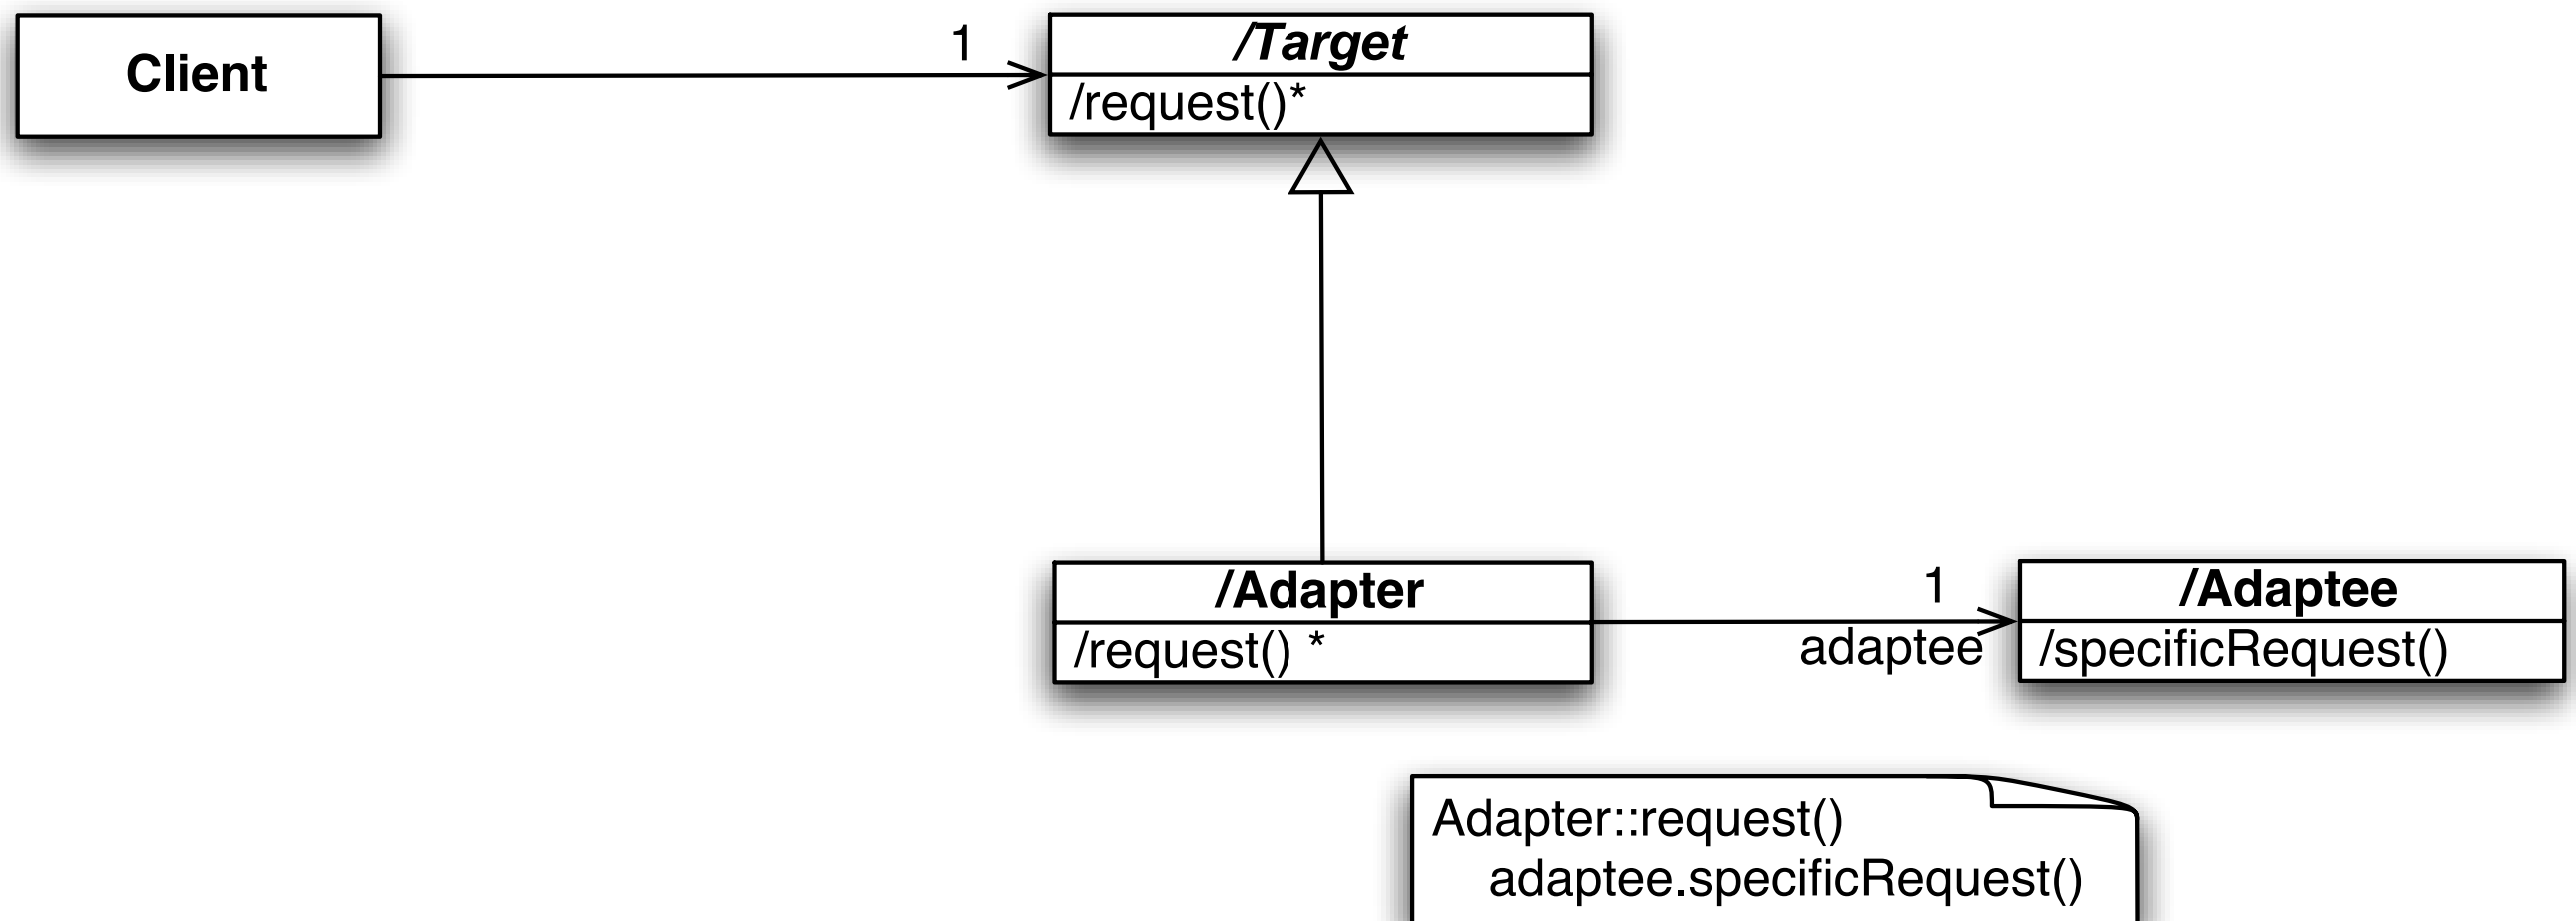 Client
1
/Target
/request()*
/Adapter
/request() *
1
adaptee
/Adaptee
/specificRequest()
Adapter::request()
adaptee.specificRequest()